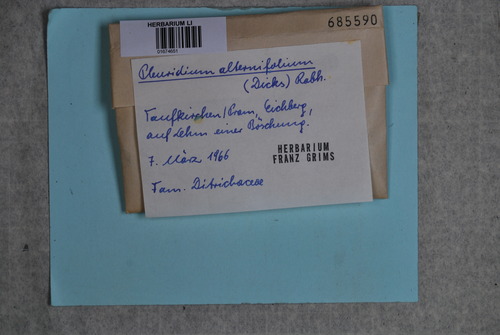 HERBARIUM LI
01874651
685590
Pleuridium alternifolium
(Dicks) Rabh.
Taufkirchen/Pram, Eichberg,
auf Lehm einer Böschung.
7. März 1966
HERBARIUM
FRANZ GRIMS
Fam. Ditrichaceae